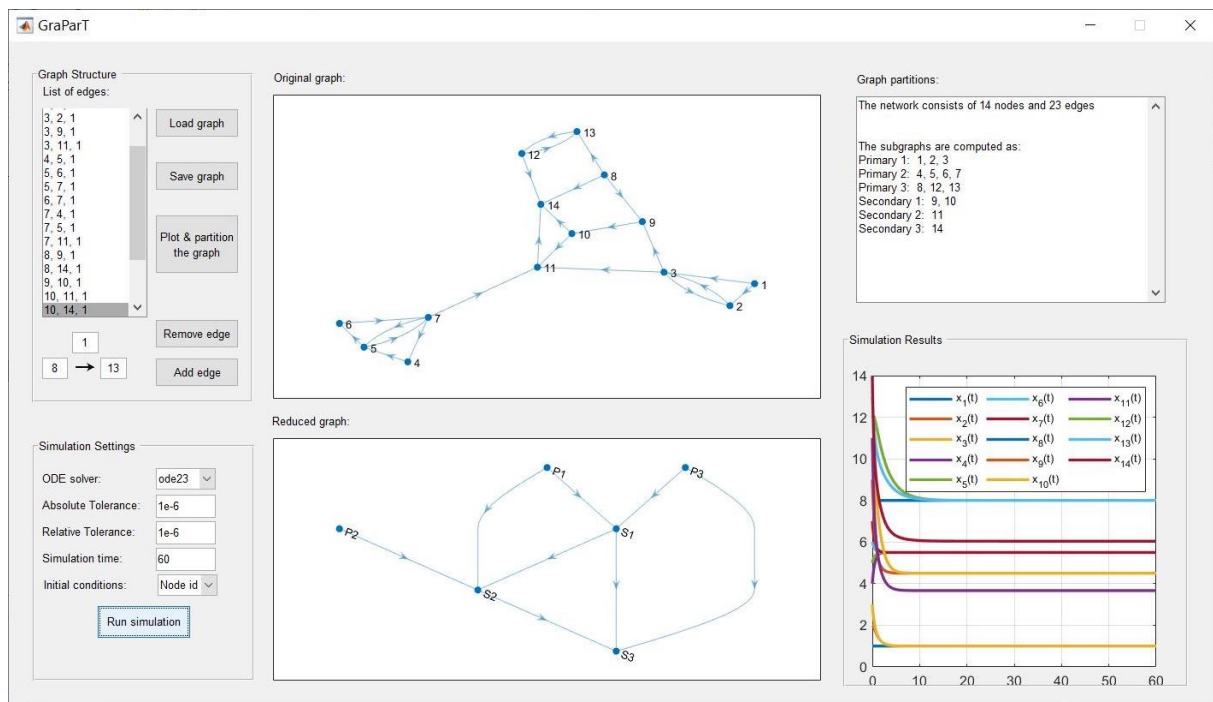 GraParT
Graph Structure
List of edges:
3, 2, 1
3, 9, 1
3, 11, 1
4, 5, 1
5, 6, 1
5, 7, 1
6, 7, 1
7, 4, 1
7, 5, 1
7, 11, 1
8, 9, 1
8, 14, 1
9, 10, 1
10, 11, 1
10, 14, 1
Load graph
Save graph
Plot & partition
the graph
Remove edge
Add edge
1
8
13
Simulation Settings
ODE solver:
ode23
Absolute Tolerance:
1e-6
Relative Tolerance:
1e-6
Simulation time:
60
Initial conditions:
Node id
Run simulation
Original graph:
13
12
8
14
9
10
11
3
1
2
7
6
5
4
Reduced graph:
P1
P3
P2
S1
S2
S3
Graph partitions:
The network consists of 14 nodes and 23 edges
The subgraphs are computed as:
Primary 1: 1, 2, 3
Primary 2: 4, 5, 6, 7
Primary 3: 8, 12, 13
Secondary 1: 9, 10
Secondary 2: 11
Secondary 3: 14
Simulation Results
14
12
10
8
6
4
2
0
x1(t)
x6(t)
x11(t)
x2(t)
x7(t)
x12(t)
x3(t)
x8(t)
x13(t)
x4(t)
x9(t)
x14(t)
x5(t)
x10(t)
0 10 20 30 40 50 60